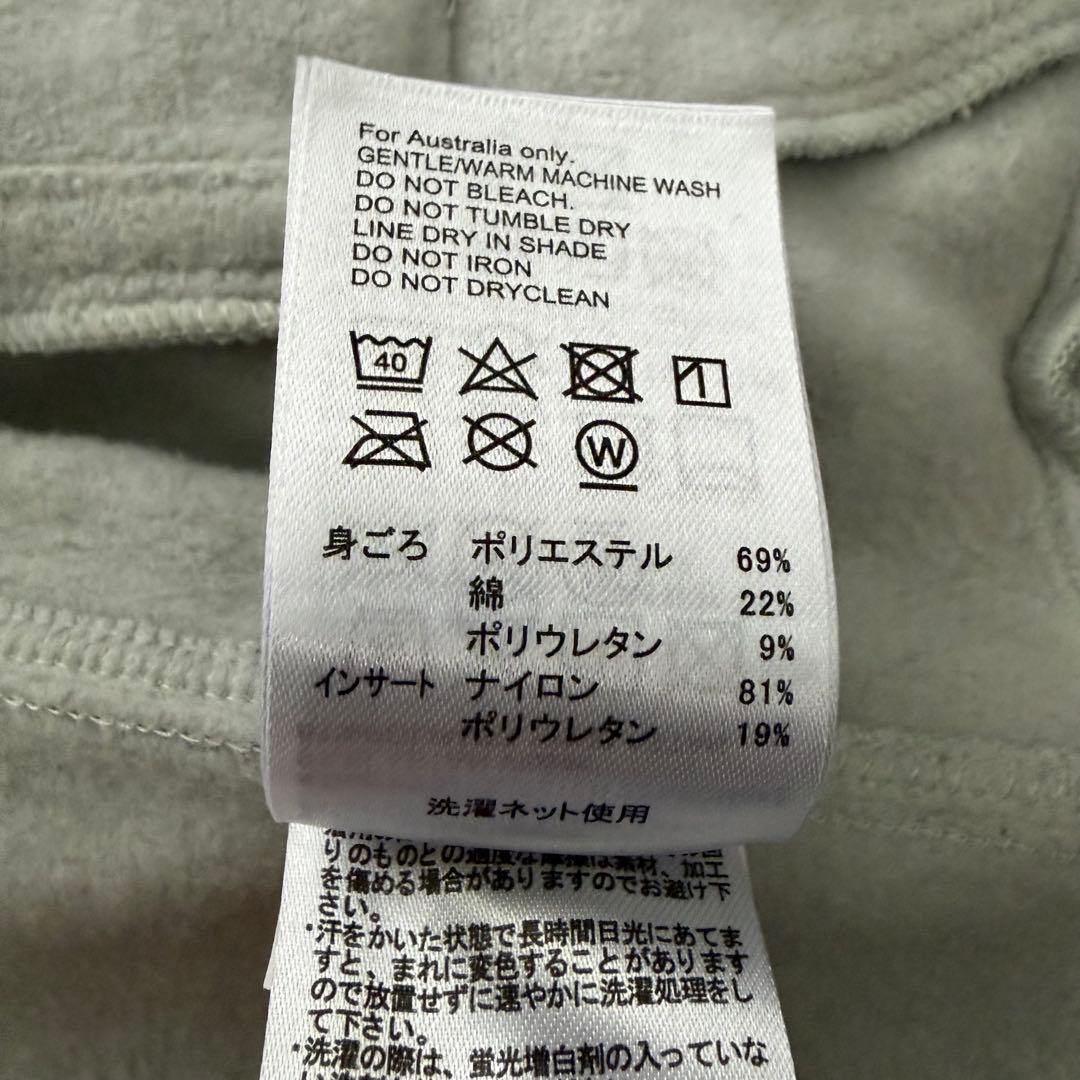 For Australia only.
GENTLE/WARM MACHINE WASH
DO NOT BLEACH.
DO NOT TUMBLE DRY
LINE DRY IN SHADE
DO NOT IRON
DO NOT DRYCLEAN
40
W
身ごろ ポリエステル 69%
綿 22%
ポリウレタン 9%
インサート ナイロン 81%
ポリウレタン 19%
洗濯ネット使用
りのものとの過度な摩擦は素材、加工
を傷める場合がありますのでお避け下
さい。
・汗をかいた状態で長時間日光にあてま
すと、まれに変色することがあります
ので放置せずに速やかに洗濯処理をし
て下さい。
・洗濯の際は、蛍光増白剤の入っていな